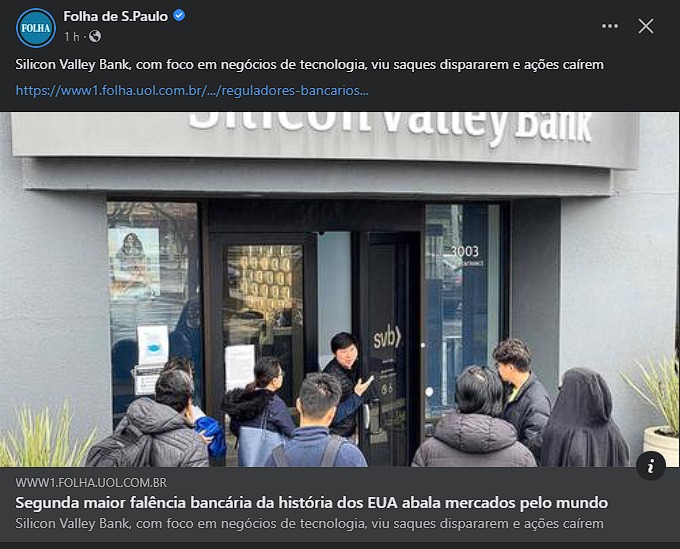 Folha de S.Paulo
FOLHA
1 h ·
Silicon Valley Bank, com foco em negócios de tecnologia, viu saques dispararem e ações caírem
https://www1.folha.uol.com.br/.../reguladores-bancarios...
Silicon Valley Bank
3003
svb
WWW1.FOLHA.UOL.COM.BR
Segunda maior falência bancária da história dos EUA abala mercados pelo mundo
Silicon Valley Bank, com foco em negócios de tecnologia, viu saques dispararem e ações caírem